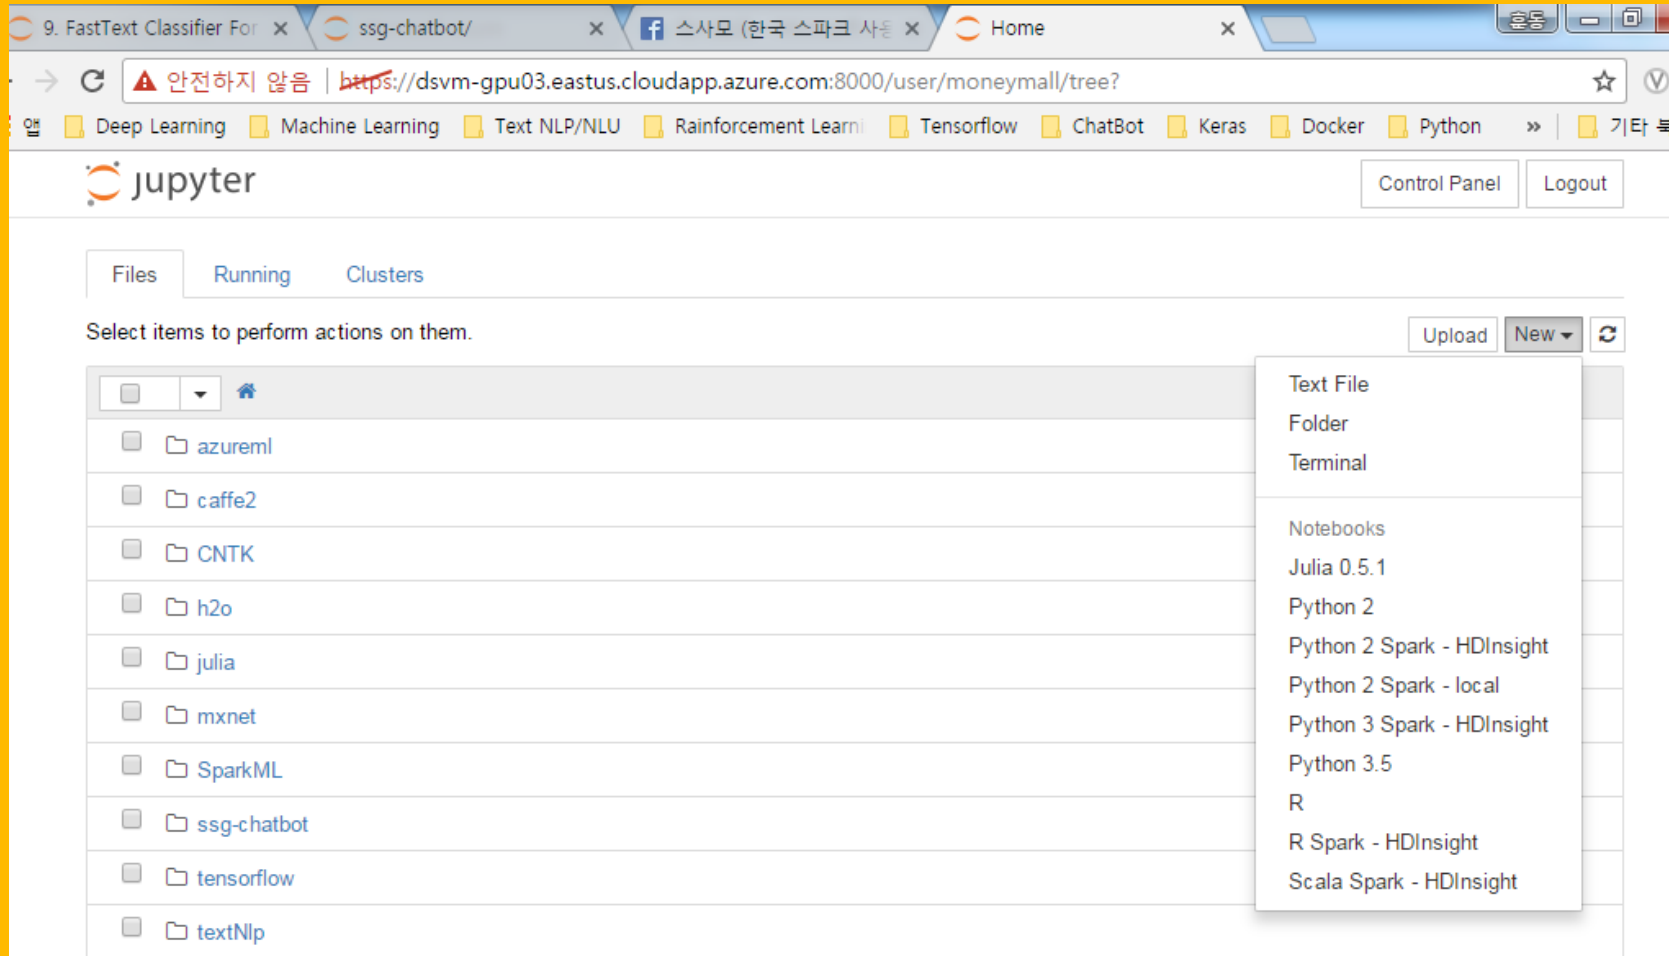 9. FastText Classifier For
ssg-chatbot/
스사모 (한국 스파크 사용
Home
훈동
안전하지 않음 | https://dsvm-gpu03.eastus.cloudapp.azure.com:8000/user/moneymall/tree?
앱 Deep Learning Machine Learning Text NLP/NLU Rainforcement Learni Tensorflow ChatBot Keras Docker Python » 기타 북
jupyter
Control Panel Logout
Files Running Clusters
Select items to perform actions on them.
Upload New
Text File
Folder
Terminal
Notebooks
Julia 0.5.1
Python 2
Python 2 Spark - HDInsight
Python 2 Spark - local
Python 3 Spark - HDInsight
Python 3.5
R
R Spark - HDInsight
Scala Spark - HDInsight
azureml
caffe2
CNTK
h2o
julia
mxnet
SparkML
ssg-chatbot
tensorflow
textNlp